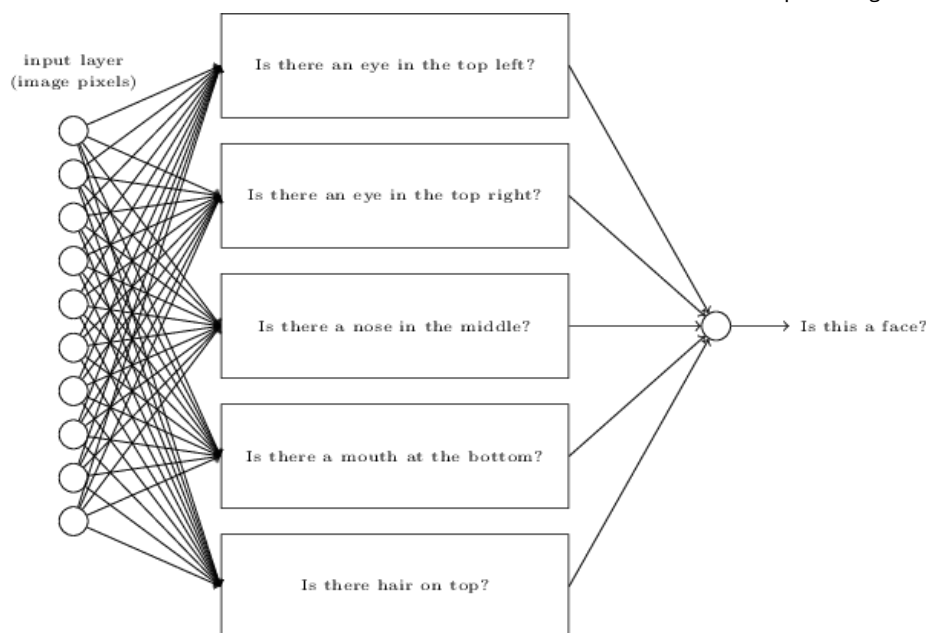 input layer
(image pixels)
Is there an eye in the top left?
Is there an eye in the top right?
Is there a nose in the middle?
Is there a mouth at the bottom?
Is there hair on top?
Is this a face?